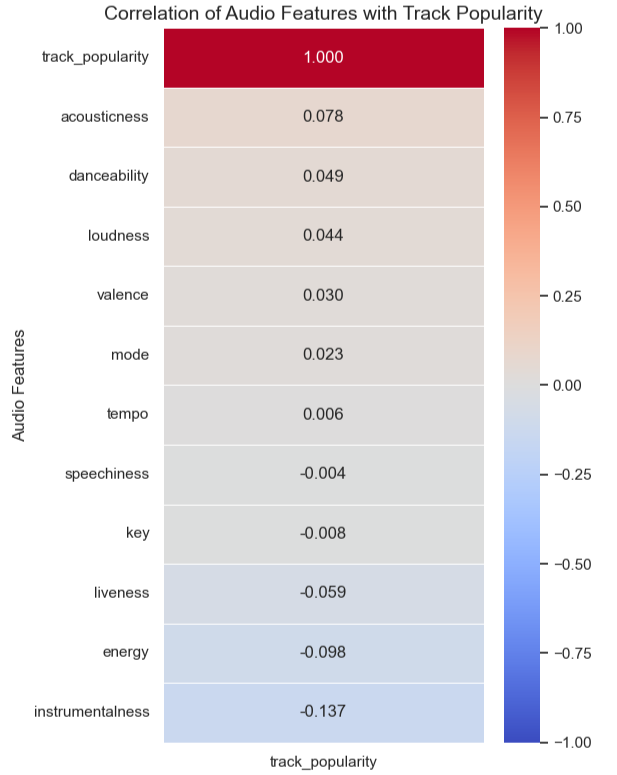 Correlation of Audio Features with Track Popularity
Audio Features
track_popularity 1.000
acousticness 0.078
danceability 0.049
loudness 0.044
valence 0.030
mode 0.023
tempo 0.006
speechiness -0.004
key -0.008
liveness -0.059
energy -0.098
instrumentalness -0.137
track_popularity
1.00
0.75
0.50
0.25
0.00
−0.25
−0.50
−0.75
−1.00